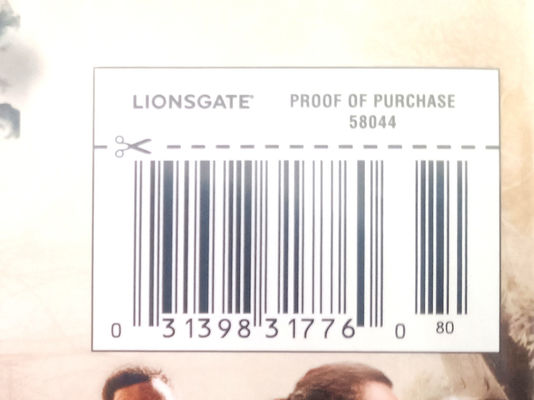 LIONSGATE® PROOF OF PURCHASE
58044
0 31398 31776 0 80